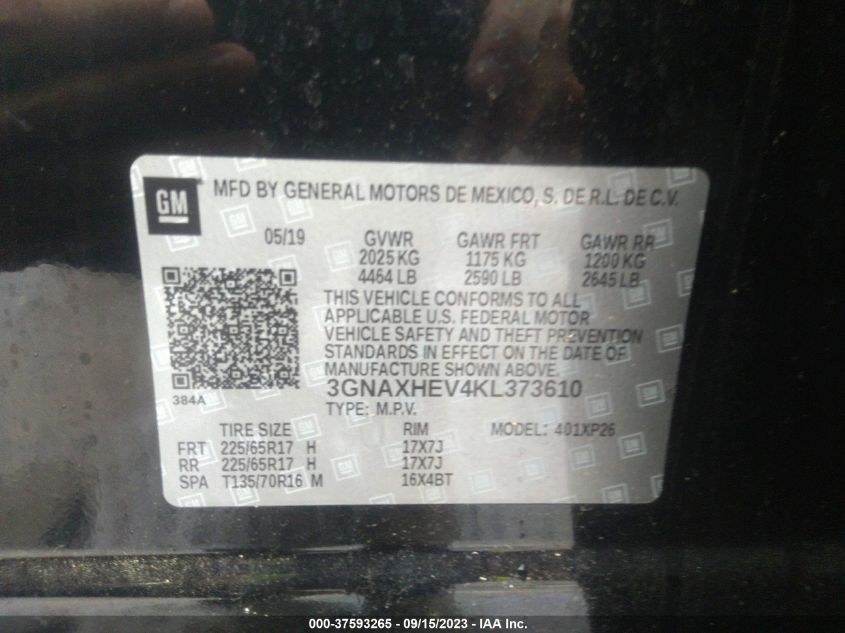 GM
MFD BY GENERAL MOTORS DE MEXICO, S. DE R.L. DE C.V.
05/19 GVWR GAWR FRT GAWR RR
2025 KG 1175 KG 1200 KG
4464 LB 2590 LB 2645 LB
THIS VEHICLE CONFORMS TO ALL
APPLICABLE U.S. FEDERAL MOTOR
VEHICLE SAFETY AND THEFT PREVENTION
STANDARDS IN EFFECT ON THE DATE OF
MANUFACTURE SHOWN ABOVE.
384A
3GNAXHEV4KL373610
TYPE: M.P.V.
TIRE SIZE RIM MODEL: 401XP26
FRT 225/65R17 H 17X7J
RR 225/65R17 H 17X7J
SPA T135/70R16 M 16X4BT
000-37593265 - 09/15/2023 - IAA Inc.